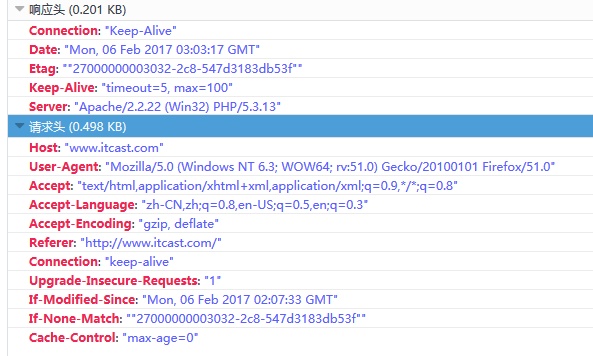 响应头 (0.201 KB)
Connection: "Keep-Alive"
Date: "Mon, 06 Feb 2017 03:03:17 GMT"
Etag: ""27000000003032-2c8-547d3183db53f""
Keep-Alive: "timeout=5, max=100"
Server: "Apache/2.2.22 (Win32) PHP/5.3.13"
请求头 (0.498 KB)
Host: "www.itcast.com"
User-Agent: "Mozilla/5.0 (Windows NT 6.3; WOW64; rv:51.0) Gecko/20100101 Firefox/51.0"
Accept: "text/html,application/xhtml+xml,application/xml;q=0.9,*/*;q=0.8"
Accept-Language: "zh-CN,zh;q=0.8,en-US;q=0.5,en;q=0.3"
Accept-Encoding: "gzip, deflate"
Referer: "http://www.itcast.com/"
Connection: "keep-alive"
Upgrade-Insecure-Requests: "1"
If-Modified-Since: "Mon, 06 Feb 2017 02:07:33 GMT"
If-None-Match: ""27000000003032-2c8-547d3183db53f""
Cache-Control: "max-age=0"